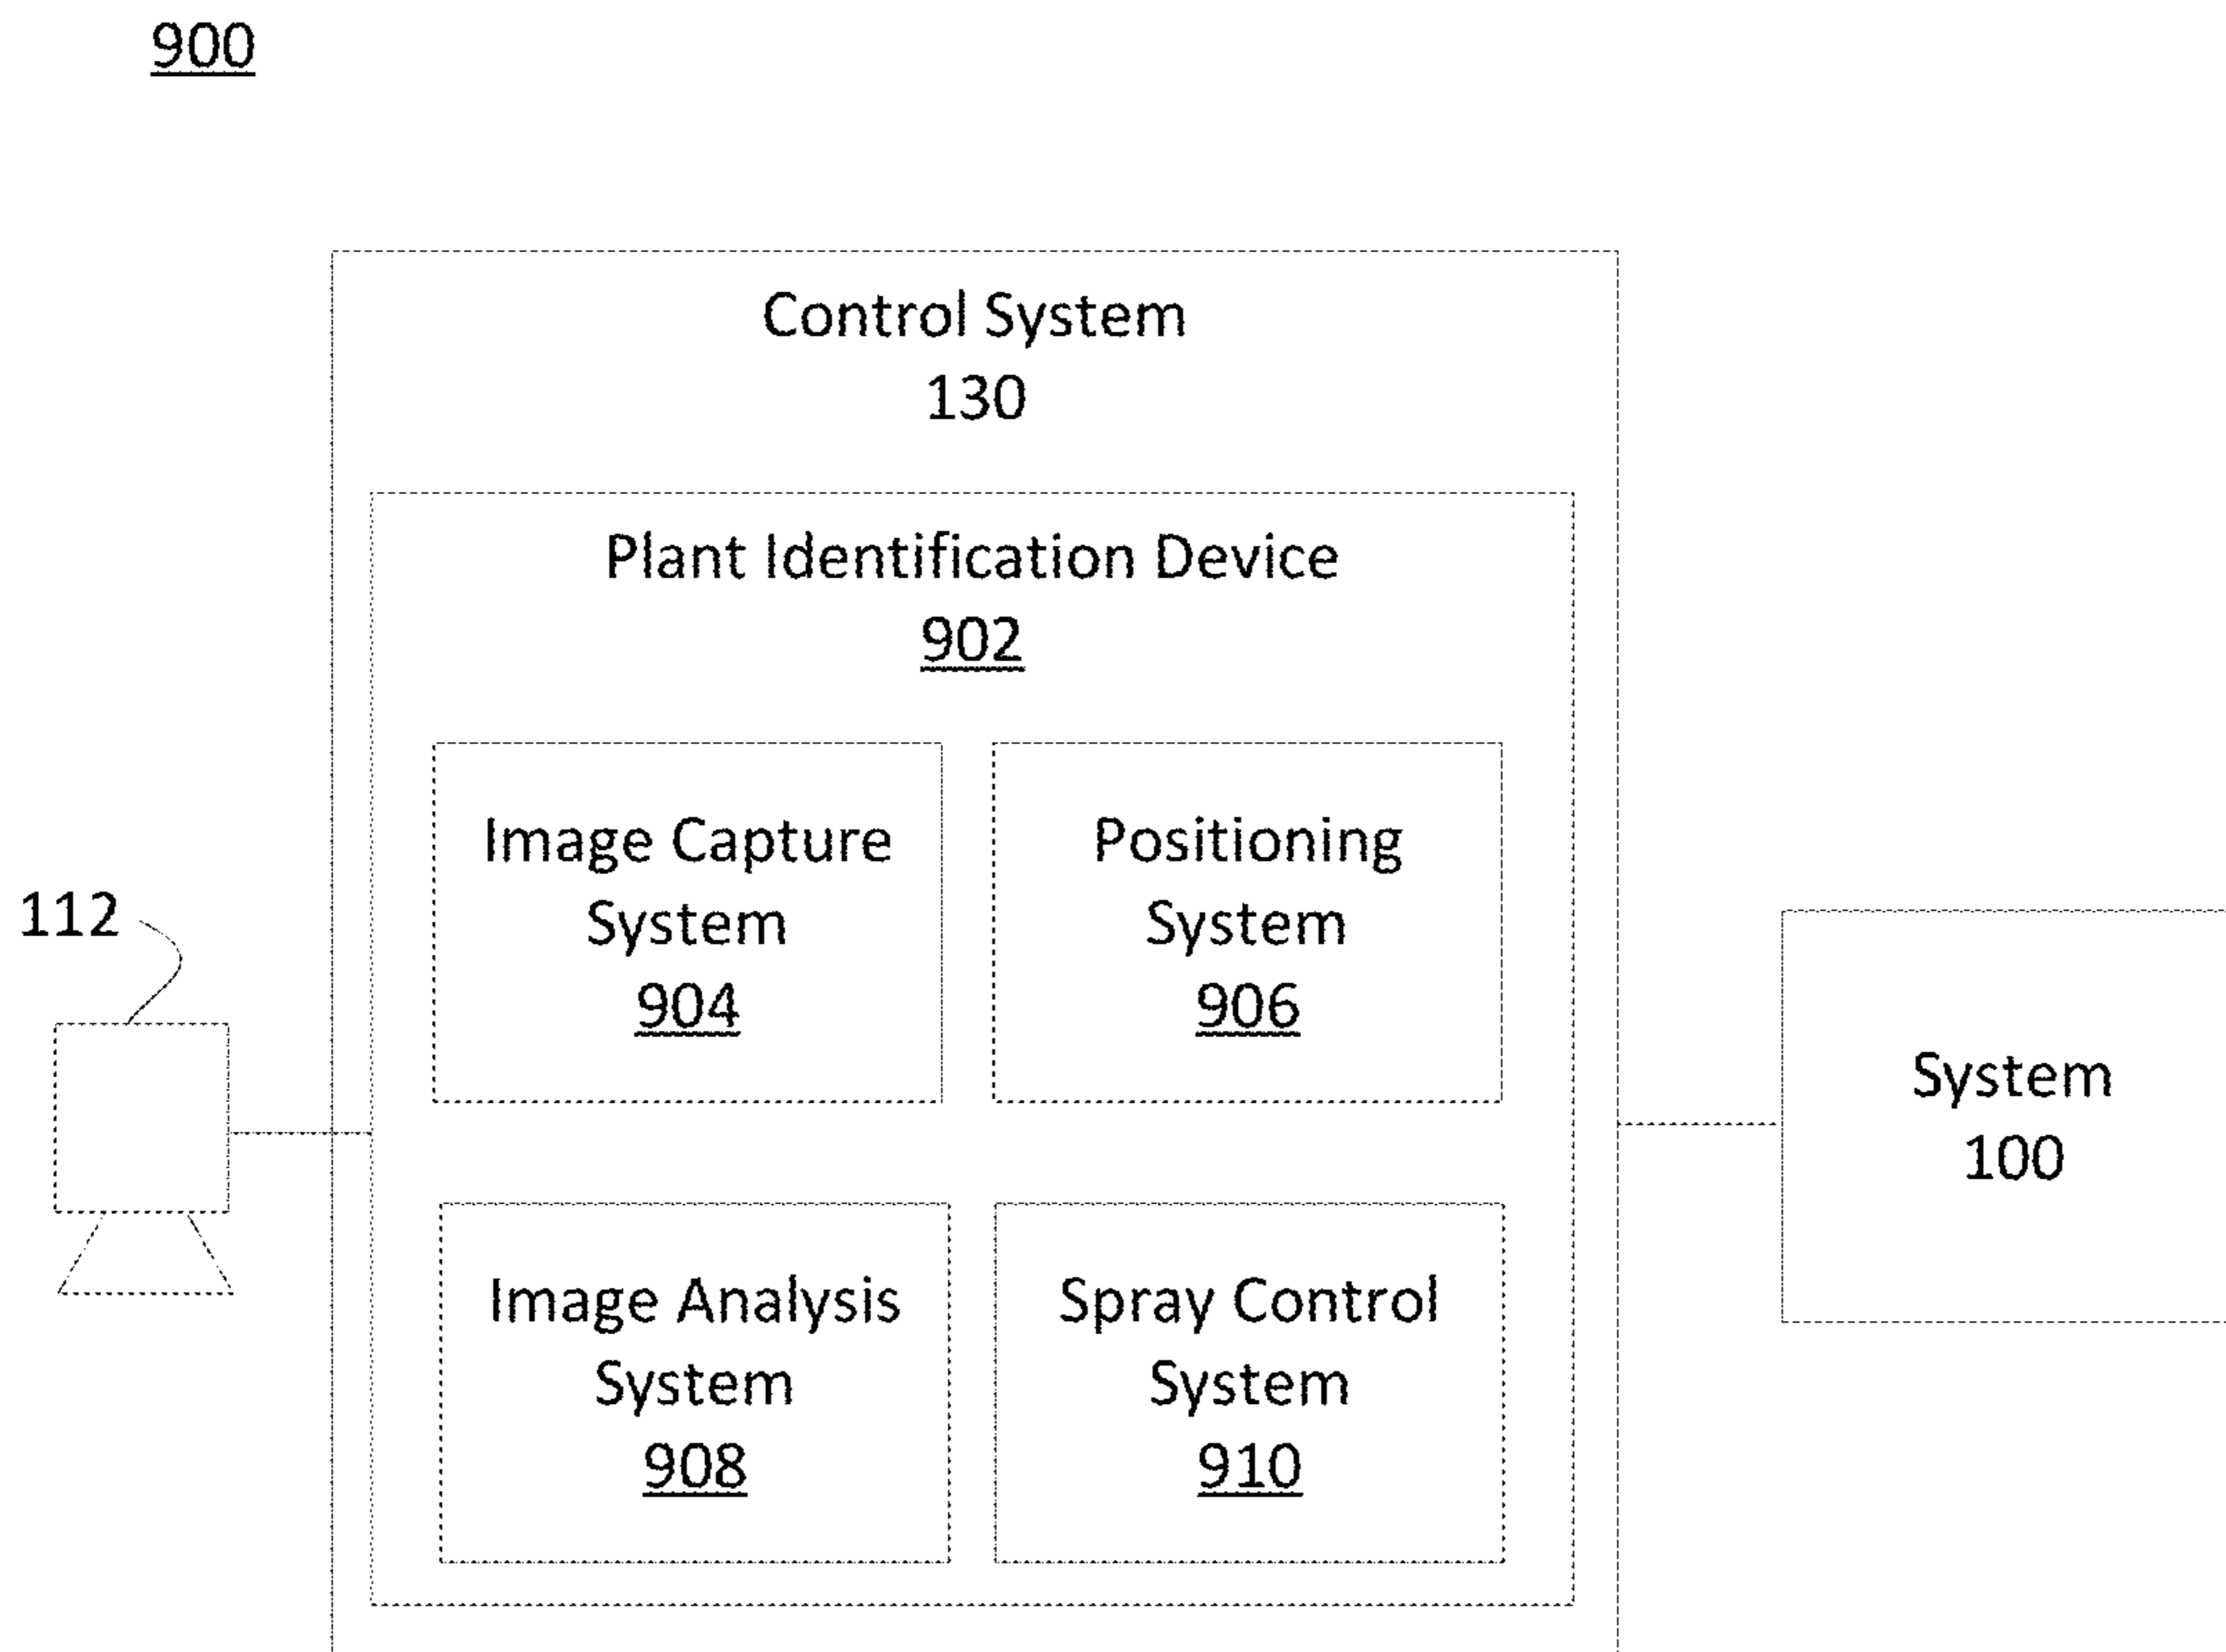 900
Control System
130
Plant Identification Device
902
Image Capture
System
904
Positioning
System
906
112
System
100
Image Analysis
System
908
Spray Control
System
910